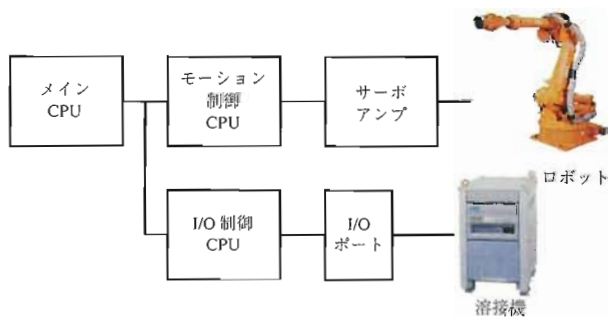 メイン
CPU
モーション
制御
CPU
サーボ
アンプ
ロボット
I/O 制御
CPU
I/O
ポート
溶接機